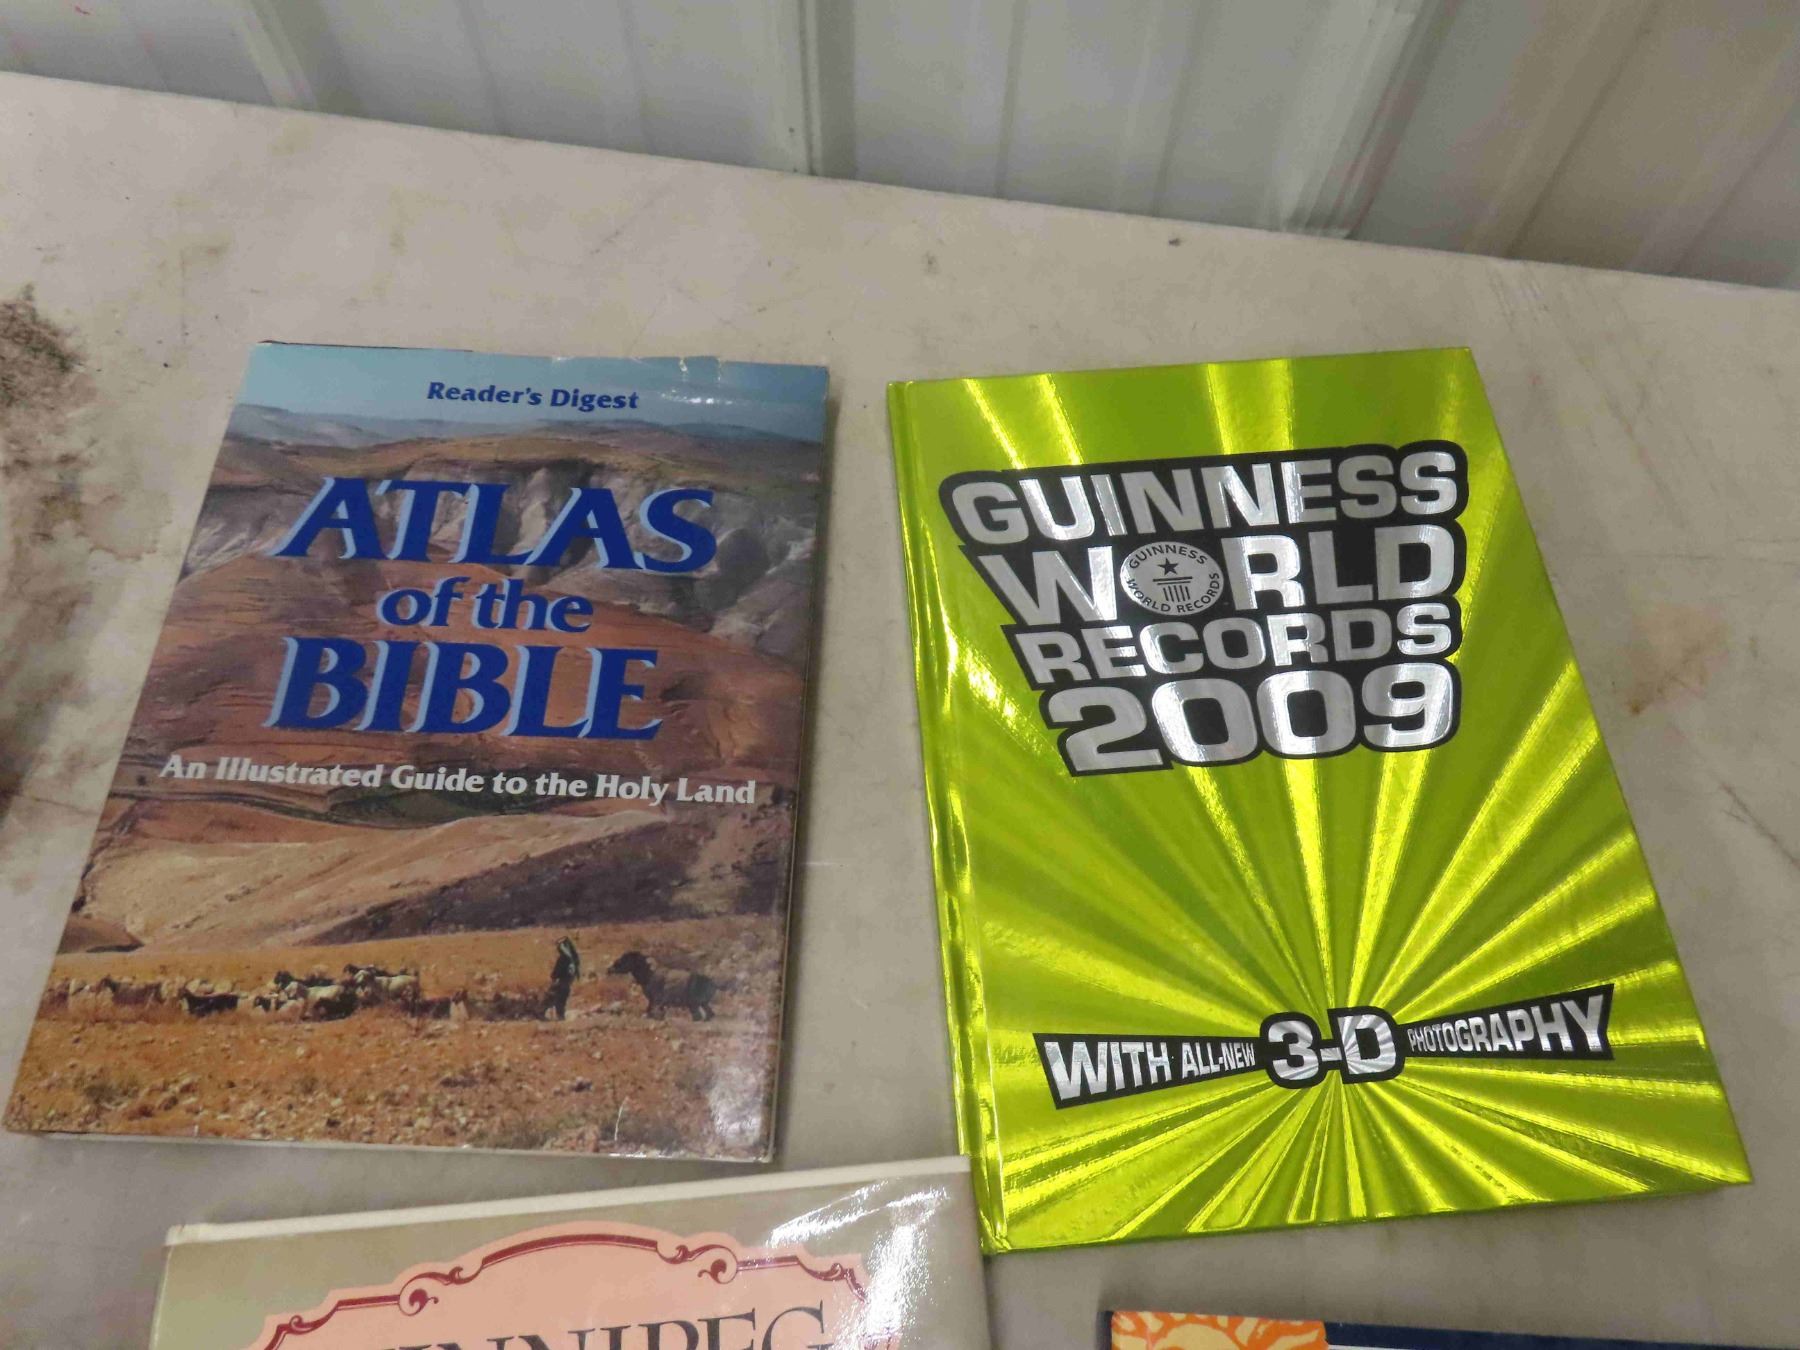 Reader's Digest
ATLAS
of the
BIBLE
An Illustrated Guide to the Holy Land
GUINNESS
WORLD
GUINNESS WORLD RECORDS
RECORDS
2009
WITH ALL-NEW 3-D PHOTOGRAPHY